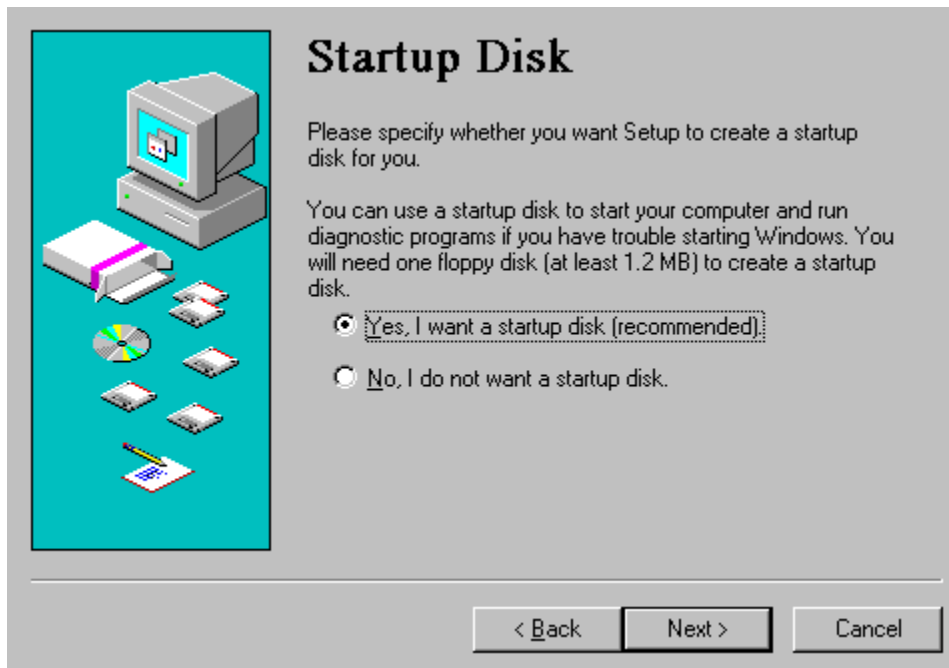 Startup Disk
Please specify whether you want Setup to create a startup
disk for you.
You can use a startup disk to start your computer and run
diagnostic programs if you have trouble starting Windows. You
will need one floppy disk (at least 1.2 MB) to create a startup
disk.
Yes, I want a startup disk (recommended).
No, I do not want a startup disk.
< Back
Next >
Cancel